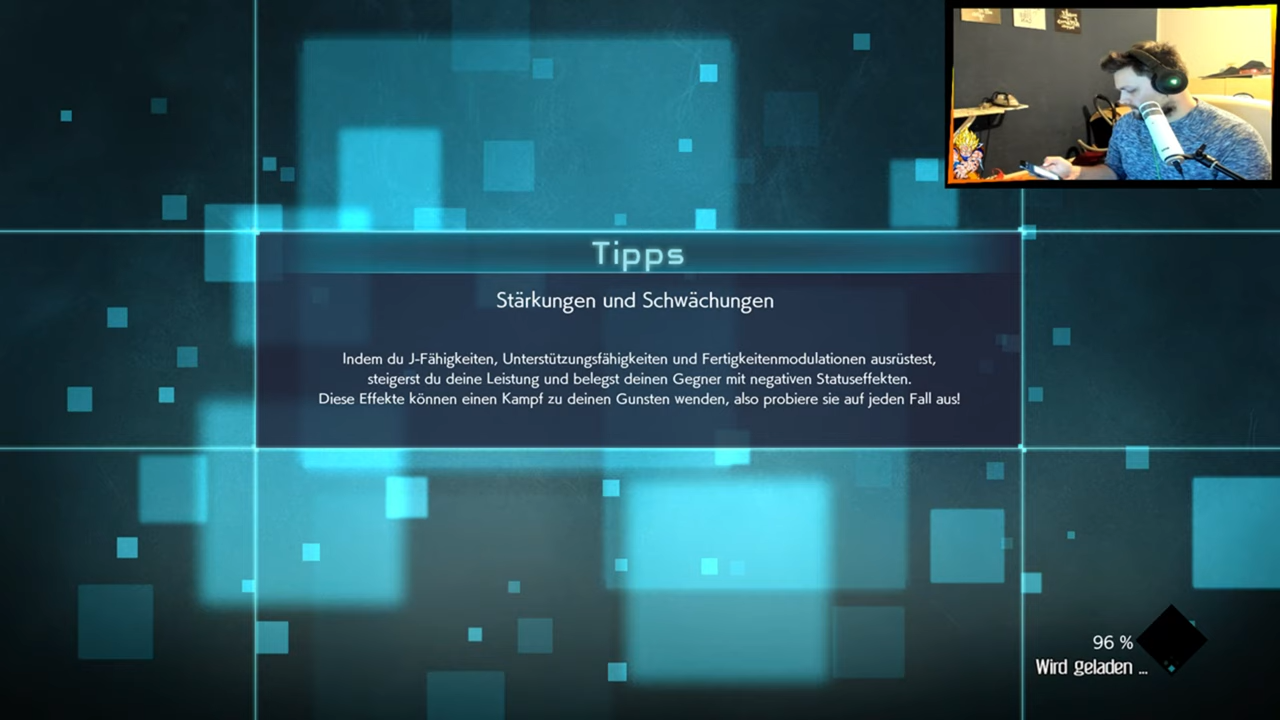 Tipps
Stärkungen und Schwächungen
Indem du J-Fähigkeiten, Unterstützungsfähigkeiten und Fertigkeitenmodulationen ausrüstest,
steigerst du deine Leistung und belegst deinen Gegner mit negativen Statuseffekten.
Diese Effekte können einen Kampf zu deinen Gunsten wenden, also probiere sie auf jeden Fall aus!
96 %
Wird geladen ...